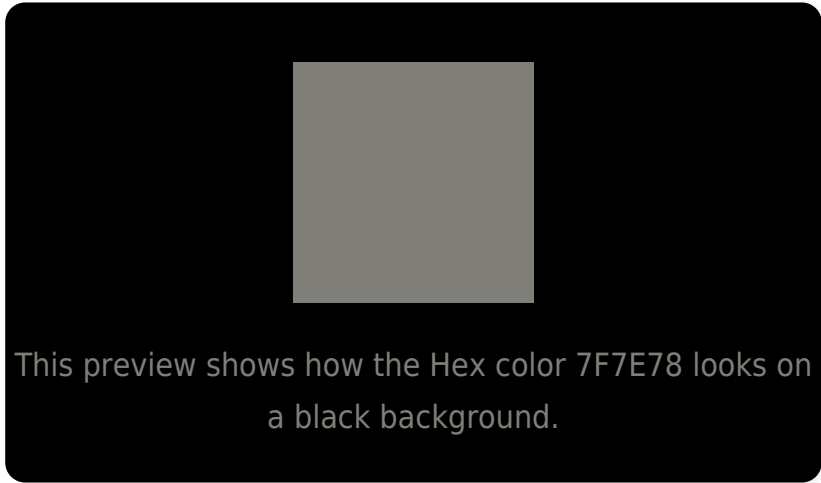 This preview shows how the Hex color 7F7E78 looks on
a black background.